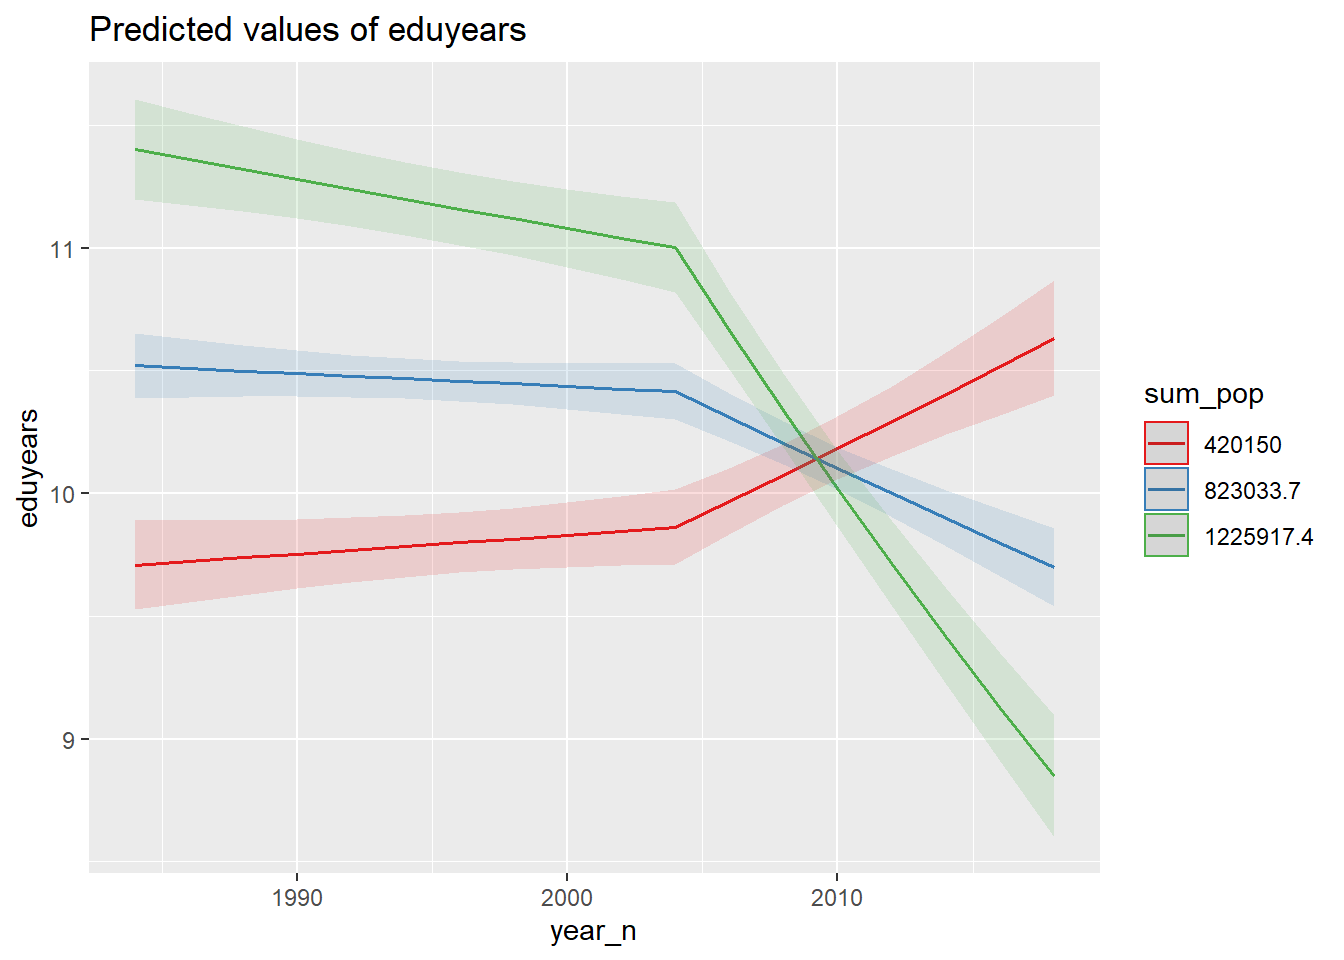 Predicted values of eduyears
11
10
9
eduyears
1990
2000
2010
year_n
sum_pop
420150
823033.7
1225917.4